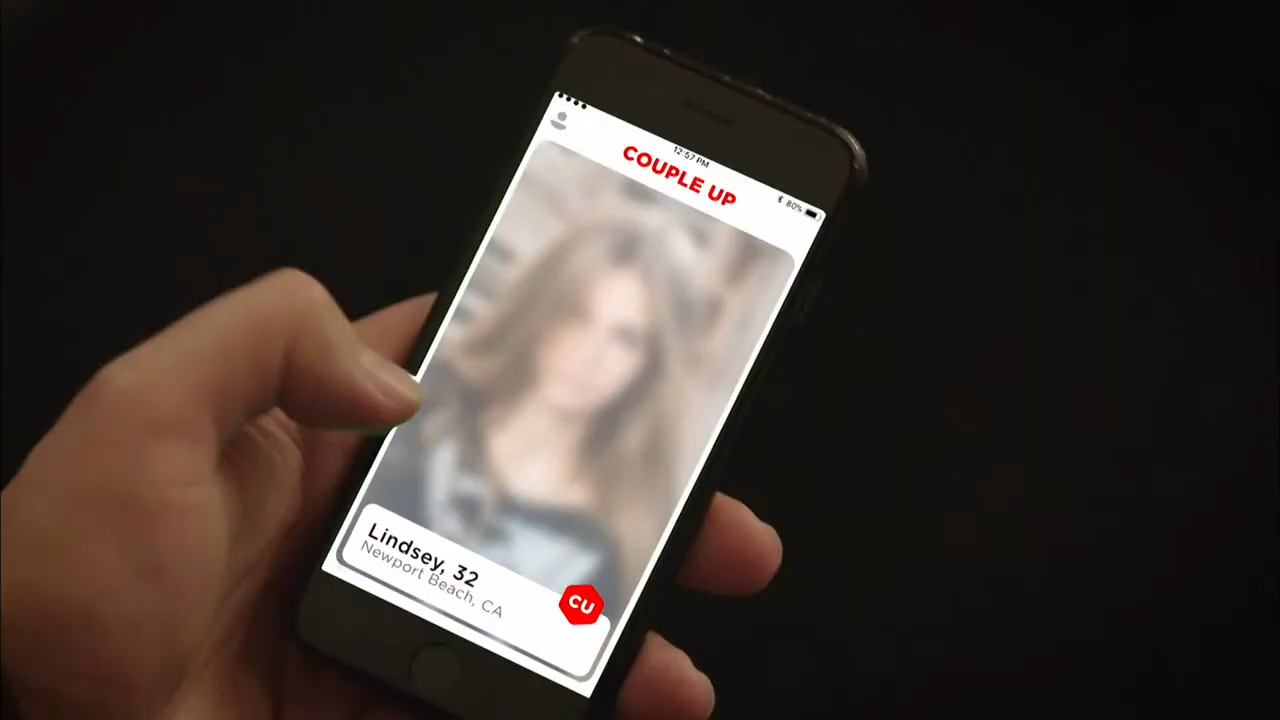 12:57 PM
COUPLE UP
80%
Lindsey, 32
Newport Beach, CA
CU